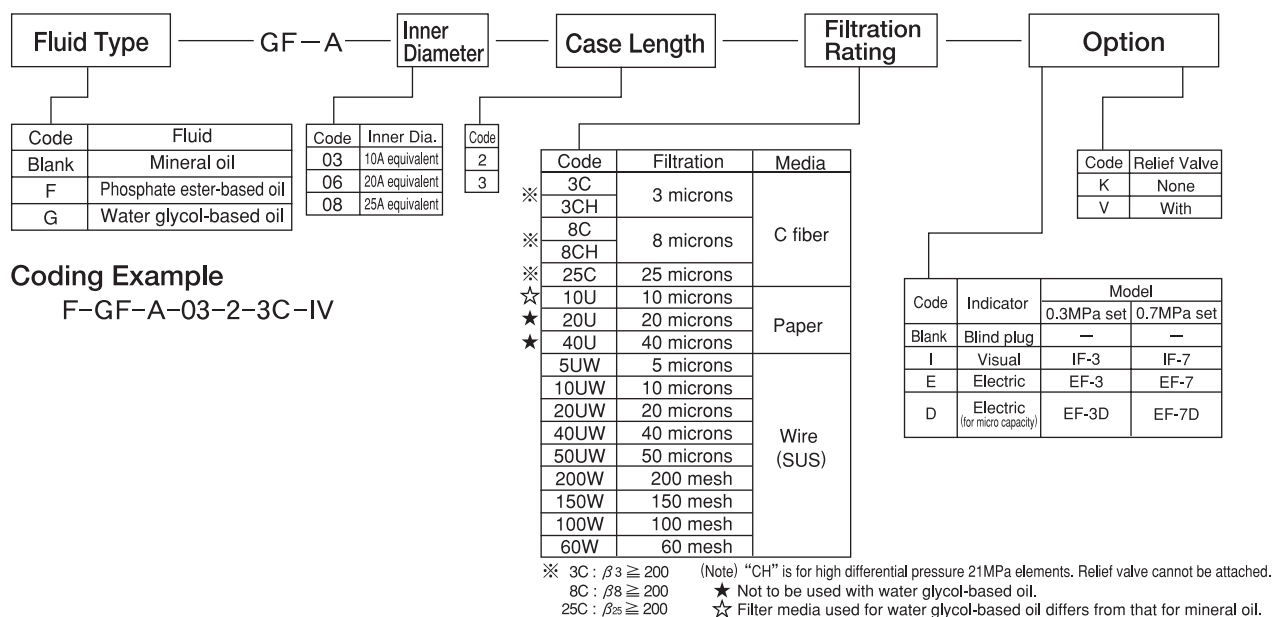 Fluid Type GF-A Inner Diameter Case Length Filtration Rating Option
Code Fluid
Blank Mineral oil
F Phosphate ester-based oil
G Water glycol-based oil
Code Inner Dia.
03 10A equivalent
06 20A equivalent
08 25A equivalent
Code
2
3
Code Filtration Media
※ 3C 3 microns C fiber
3CH
※ 8C 8 microns
8CH
※ 25C 25 microns
☆ 10U 10 microns Paper
★ 20U 20 microns
★ 40U 40 microns
5UW 5 microns Wire (SUS)
10UW 10 microns
20UW 20 microns
40UW 40 microns
50UW 50 microns
200W 200 mesh
150W 150 mesh
100W 100 mesh
60W 60 mesh
Code Relief Valve
K None
V With
Code Indicator Model
0.3MPa set 0.7MPa set
Blank Blind plug – –
I Visual IF-3 IF-7
E Electric EF-3 EF-7
D Electric (for micro capacity) EF-3D EF-7D
Coding Example
F-GF-A-03-2-3C-IV
※ 3C : β3 ≧ 200
8C : β8 ≧ 200
25C : β25 ≧ 200
(Note) “CH” is for high differential pressure 21MPa elements. Relief valve cannot be attached.
★ Not to be used with water glycol-based oil.
☆ Filter media used for water glycol-based oil differs from that for mineral oil.